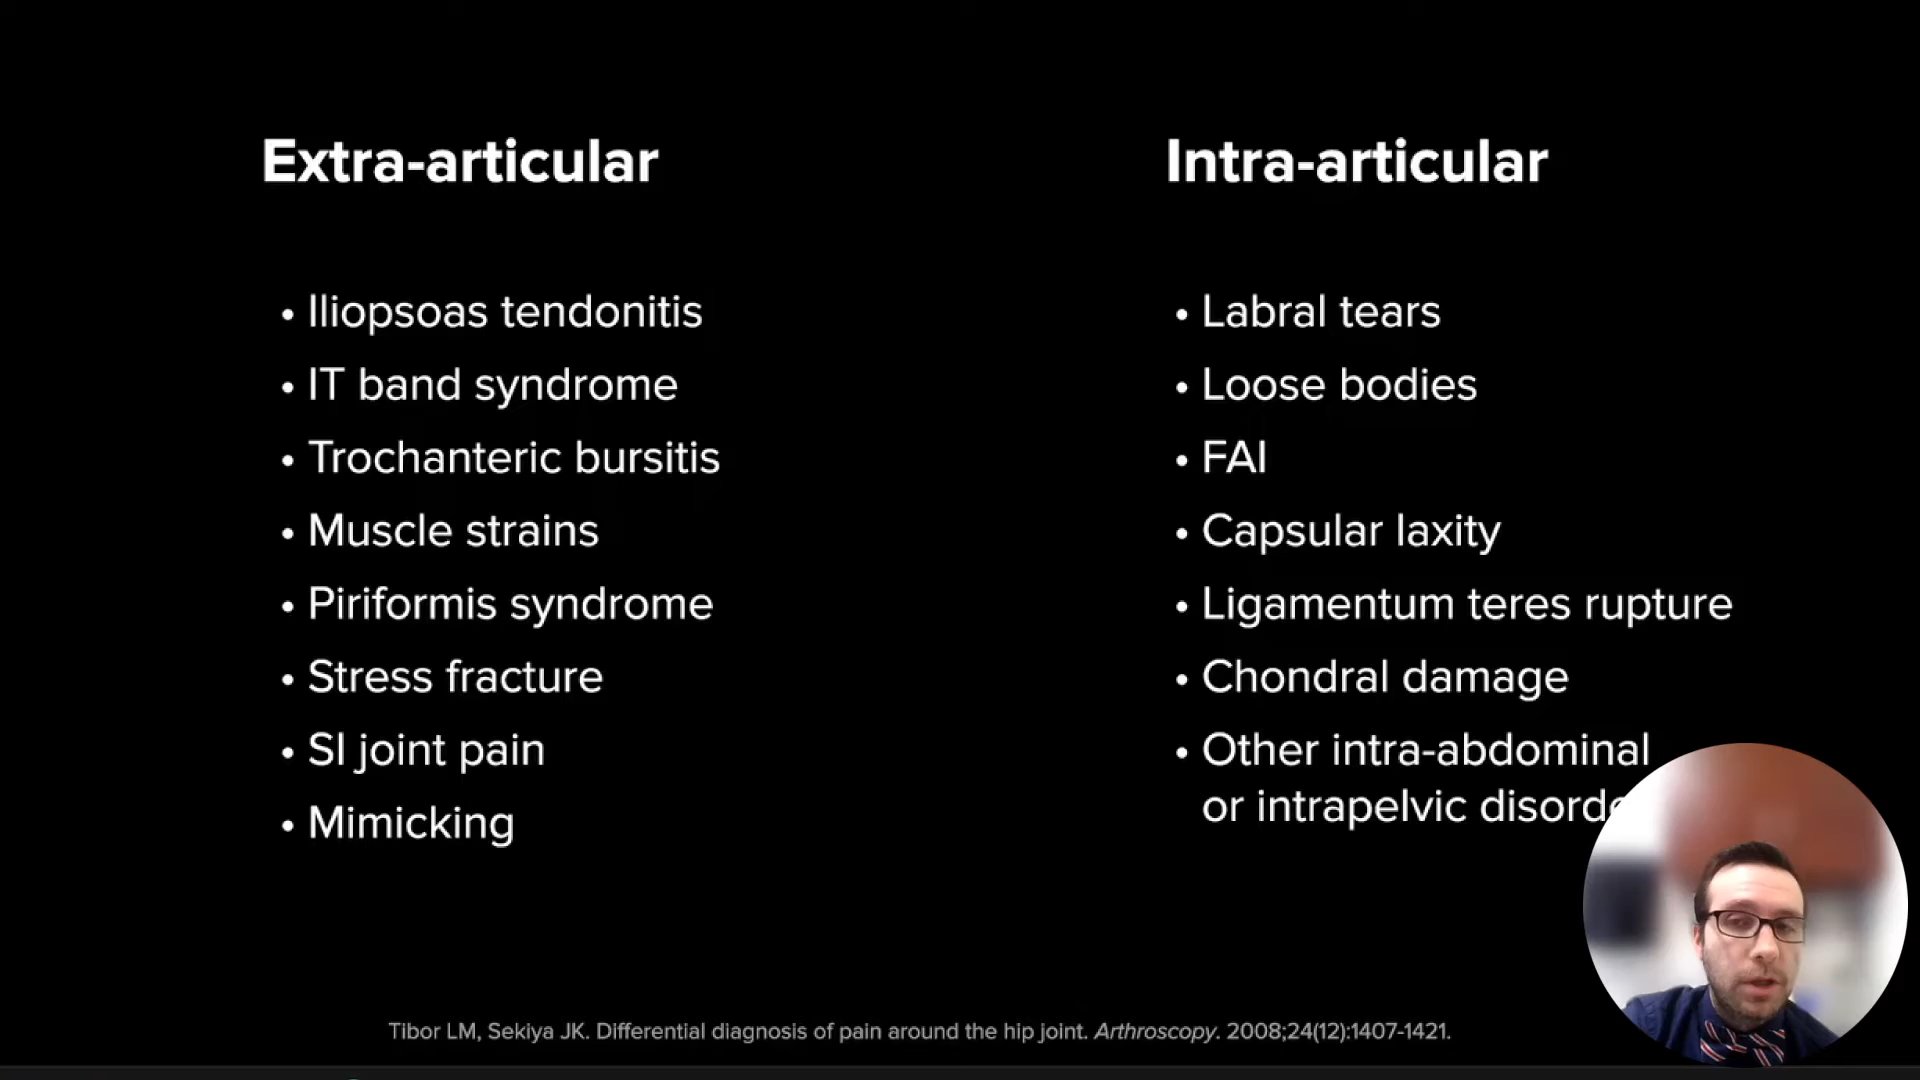 Extra-articular
• Iliopsoas tendonitis
• IT band syndrome
• Trochanteric bursitis
• Muscle strains
• Piriformis syndrome
• Stress fracture
• SI joint pain
• Mimicking
Intra-articular
• Labral tears
• Loose bodies
• FAI
• Capsular laxity
• Ligamentum teres rupture
• Chondral damage
• Other intra-abdominal
or intrapelvic
Tibor LM, Sekiya JK. Differential diagnosis of pain around the hip joint. Arthroscopy. 2008;24(12):1407-1421.